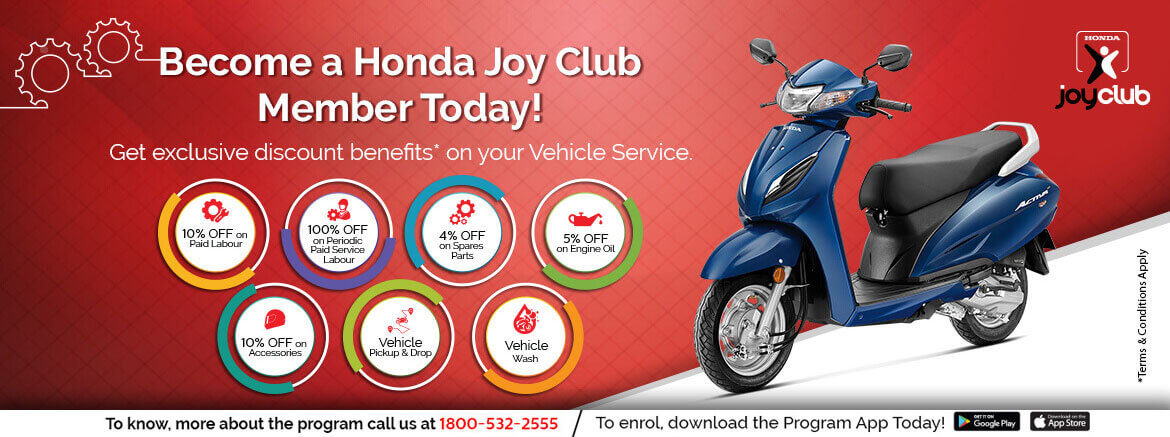 Become a Honda Joy Club
Member Today!
Get exclusive discount benefits* on your Vehicle Service.
10% OFF on
Paid Labour
100% OFF
on Periodic
Paid Service
Labour
4% OFF
on Spares
Parts
5% OFF
on Engine Oil
10% OFF on
Accessories
Vehicle
Pickup & Drop
Vehicle
Wash
HONDA
joyclub
HONDA
ACTIVA
*Terms & Conditions Apply
To know, more about the program call us at 1800-532-2555
To enrol, download the Program App Today!
GET IT ON
Google Play
Download on the
App Store